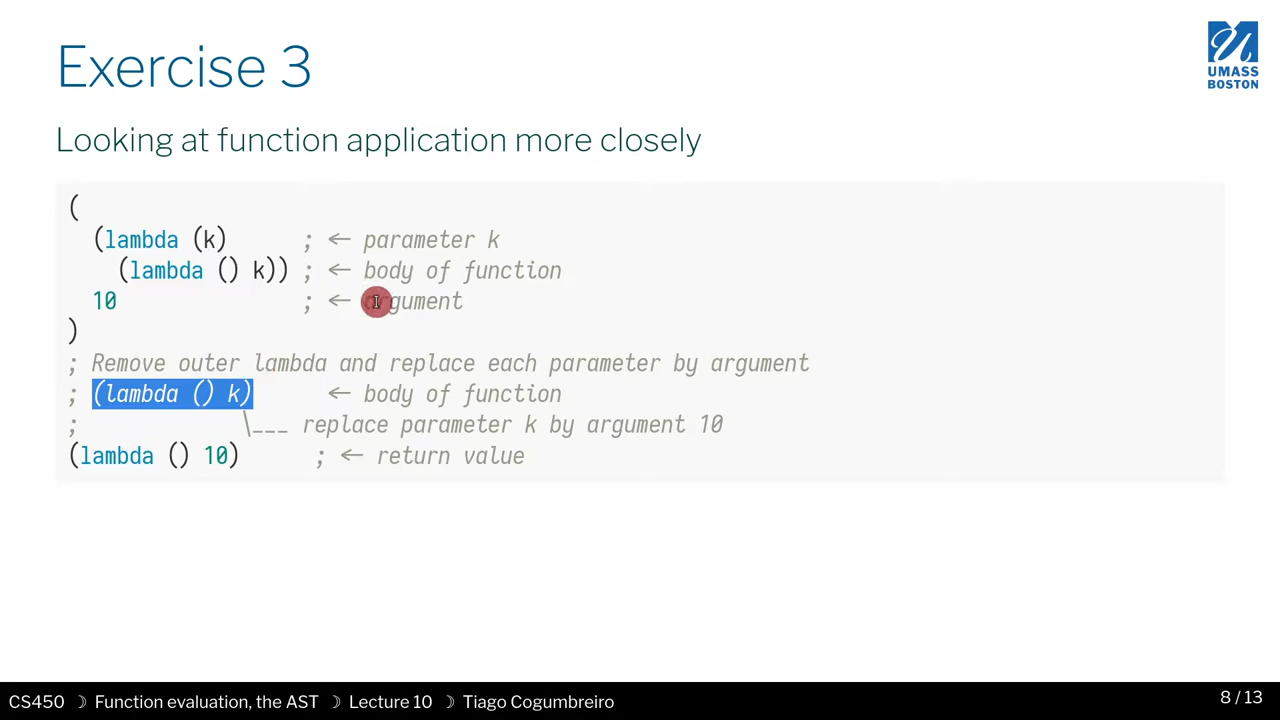 Exercise 3
UMASS
BOSTON
Looking at function application more closely
(
(lambda (k) ; <- parameter k
(lambda () k)) ; <- body of function
10 ; <- argument
)
; Remove outer lambda and replace each parameter by argument
; (lambda () k) <- body of function
; \___ replace parameter k by argument 10
(lambda () 10) ; <- return value
CS450 ☽ Function evaluation, the AST ☽ Lecture 10 ☽ Tiago Cogumbreiro
8 / 13